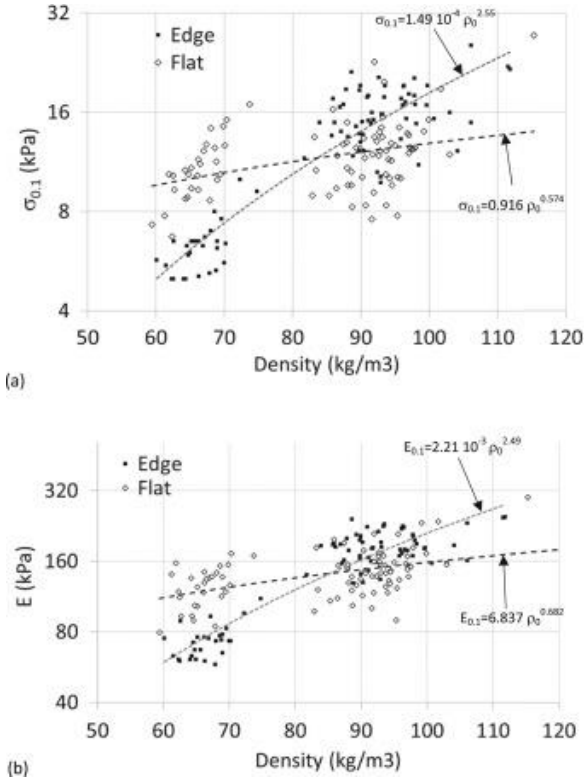 32
16
8
4
σ0.1 (kPa)
Edge
Flat
σ0.1=1.49 10-4 ρ0^2.55
σ0.1=0.916 ρ0^0.574
50 60 70 80 90 100 110 120
Density (kg/m3)
(a)
320
160
80
40
E (kPa)
Edge
Flat
E0.1=2.21 10-3 ρ0^2.49
E0.1=6.837 ρ0^0.682
50 60 70 80 90 100 110 120
Density (kg/m3)
(b)